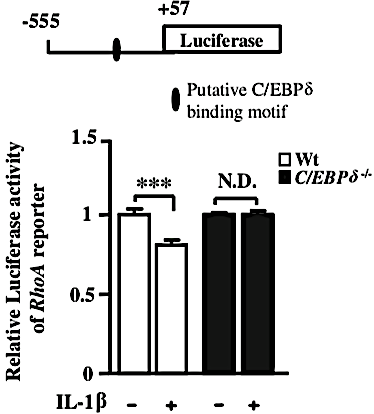 -555
+57
Luciferase
Putative C/EBPδ
binding motif
Relative Luciferase activity
of RhoA reporter
1.5
1
0.5
0
***
N.D.
Wt
C/EBPδ-/-
IL-1β - + - +